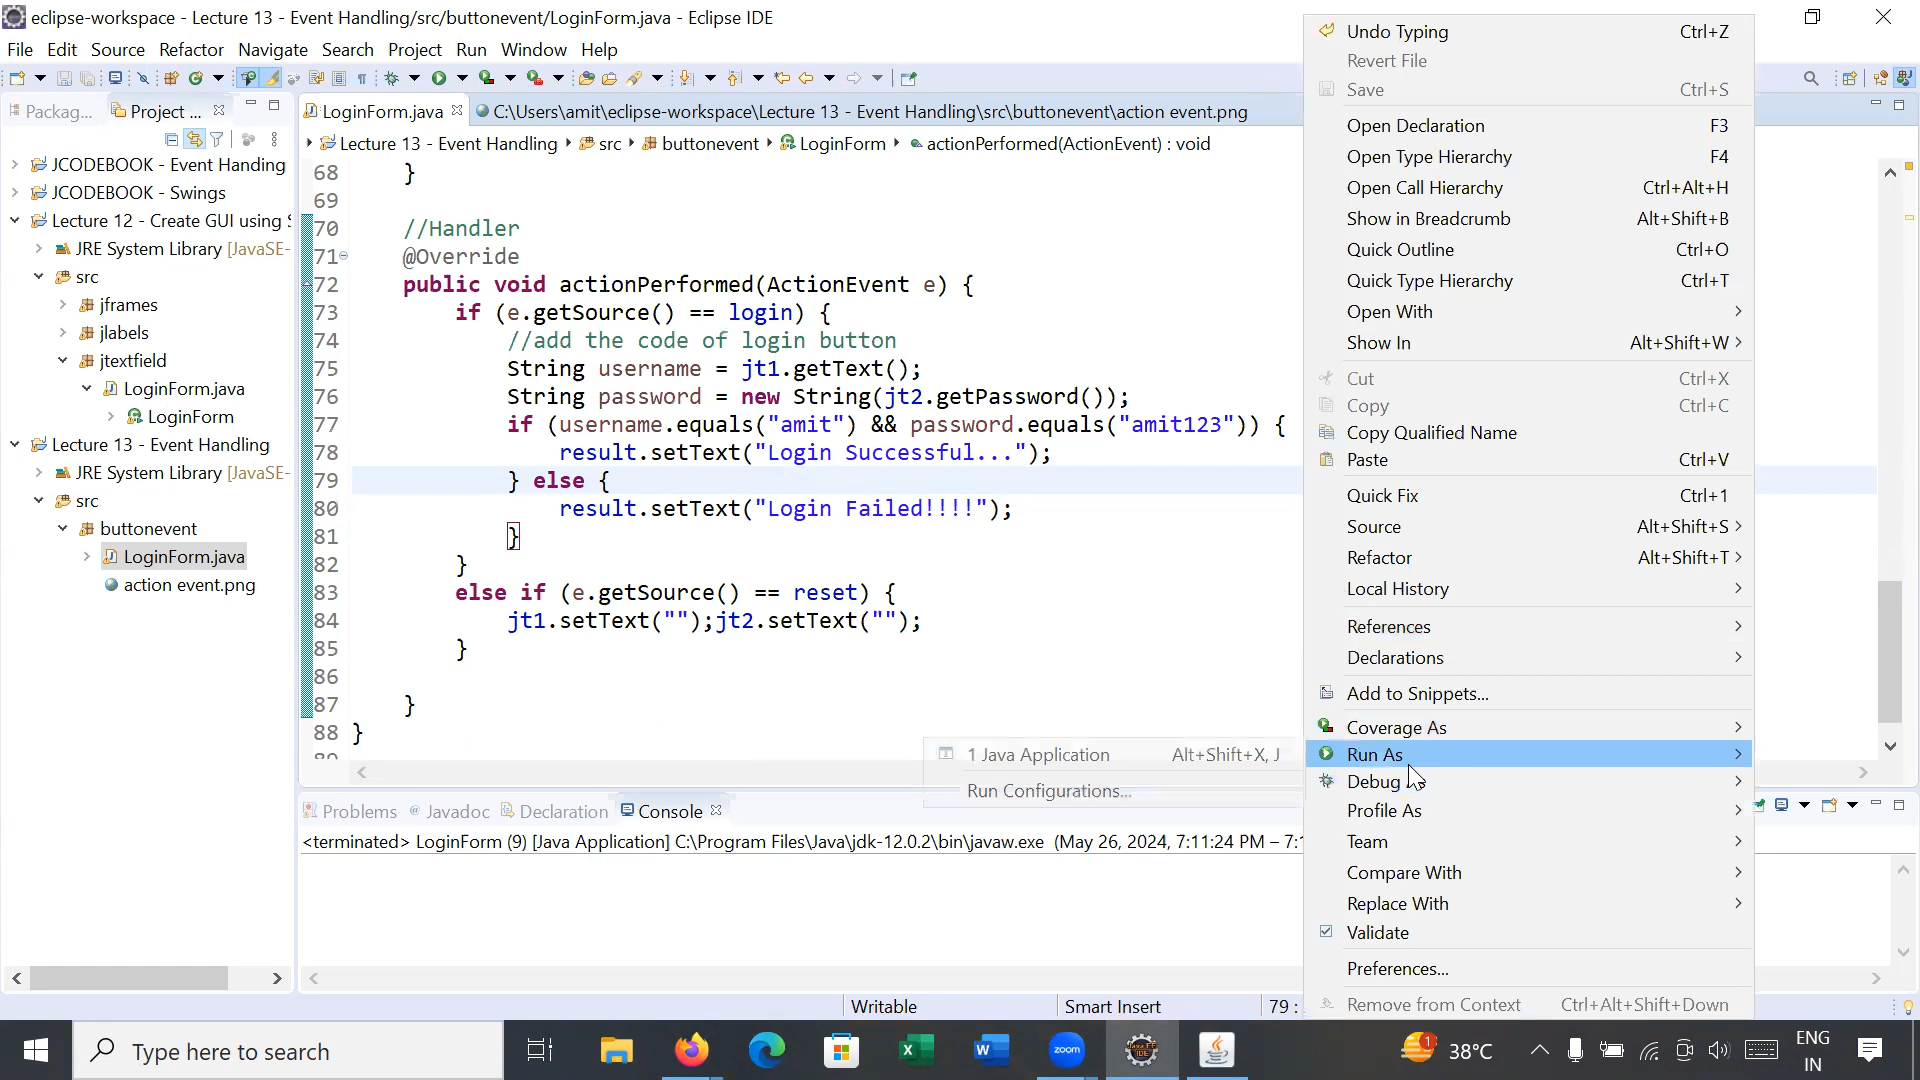 eclipse-workspace - Lecture 13 - Event Handling/src/buttonevent/LoginForm.java - Eclipse IDE
File Edit Source Refactor Navigate Search Project Run Window Help
Packag... Project ... LoginForm.java C:\Users\amit\eclipse-workspace\Lecture 13 - Event Handling\src\buttonevent\action event.png
Lecture 13 - Event Handling src buttonevent LoginForm actionPerformed(ActionEvent) : void
JCODEBOOK - Event Handing
JCODEBOOK - Swings
Lecture 12 - Create GUI using
JRE System Library [JavaSE-
src
jframes
jlabels
jtextfield
LoginForm.java
LoginForm
Lecture 13 - Event Handling
JRE System Library [JavaSE-
src
buttonevent
LoginForm.java
action event.png
68 }
69
70 //Handler
71 @Override
72 public void actionPerformed(ActionEvent e) {
73 if (e.getSource() == login) {
74 //add the code of login button
75 String username = jt1.getText();
76 String password = new String(jt2.getPassword());
77 if (username.equals("amit") && password.equals("amit123")) {
78 result.setText("Login Successful...");
79 } else {
80 result.setText("Login Failed!!!!");
81 }
82 }
83 else if (e.getSource() == reset) {
84 jt1.setText("");jt2.setText("");
85 }
86
87 }
88 }
Undo Typing Ctrl+Z
Revert File
Save Ctrl+S
Open Declaration F3
Open Type Hierarchy F4
Open Call Hierarchy Ctrl+Alt+H
Show in Breadcrumb Alt+Shift+B
Quick Outline Ctrl+O
Quick Type Hierarchy Ctrl+T
Open With
Show In Alt+Shift+W
Cut Ctrl+X
Copy Ctrl+C
Copy Qualified Name
Paste Ctrl+V
Quick Fix Ctrl+1
Source Alt+Shift+S
Refactor Alt+Shift+T
Local History
References
Declarations
Add to Snippets...
Coverage As
Run As
Debug
Profile As
Team
Compare With
Replace With
Validate
Preferences...
Remove from Context Ctrl+Alt+Shift+Down
1 Java Application Alt+Shift+X, J
Run Configurations...
Problems @ Javadoc Declaration Console
<terminated> LoginForm (9) [Java Application] C:\Program Files\Java\jdk-12.0.2\bin\javaw.exe (May 26, 2024, 7:11:24 PM – 7:1
Writable Smart Insert 79 :
Type here to search
zoom
38°C
ENG
IN